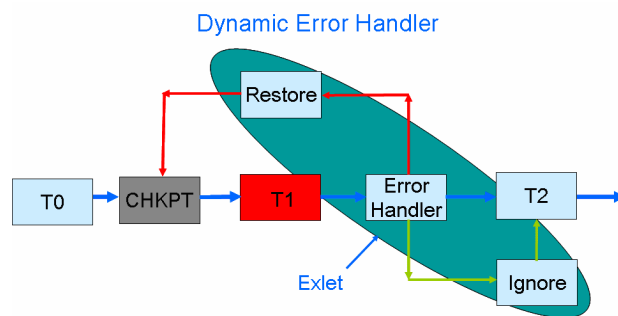 Dynamic Error Handler
Restore
T0
CHKPT
T1
Error
Handler
T2
Exlet
Ignore